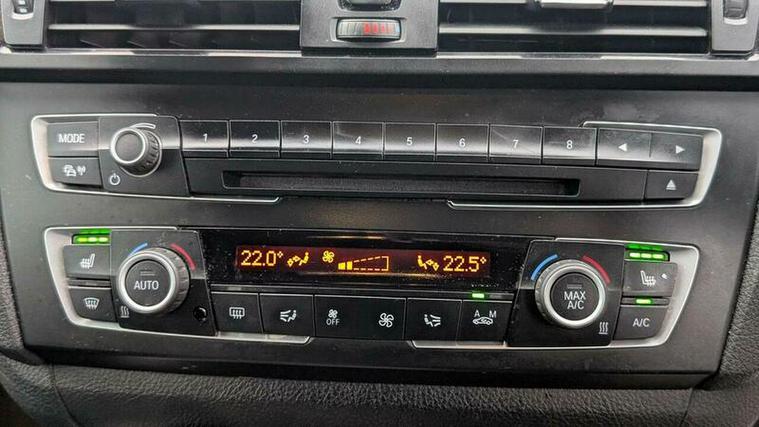 MODE 1 2 3 4 5 6 7 8
22.0° 22.5°
AUTO MAX A/C
OFF A M A/C